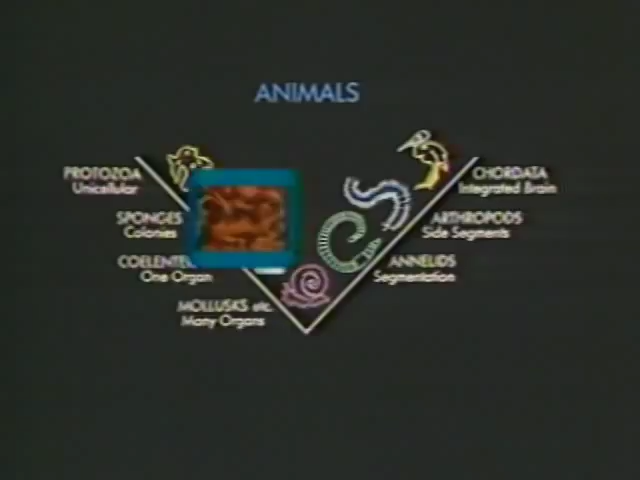 ANIMALS
PROTOZOA
Unicellular
SPONGES
Colonies
COELENTE
One Organ
MOLLUSKS etc.
Many Organs
CHORDATA
Integrated Brain
ARTHROPODS
Side Segments
ANNELIDS
Segmentation